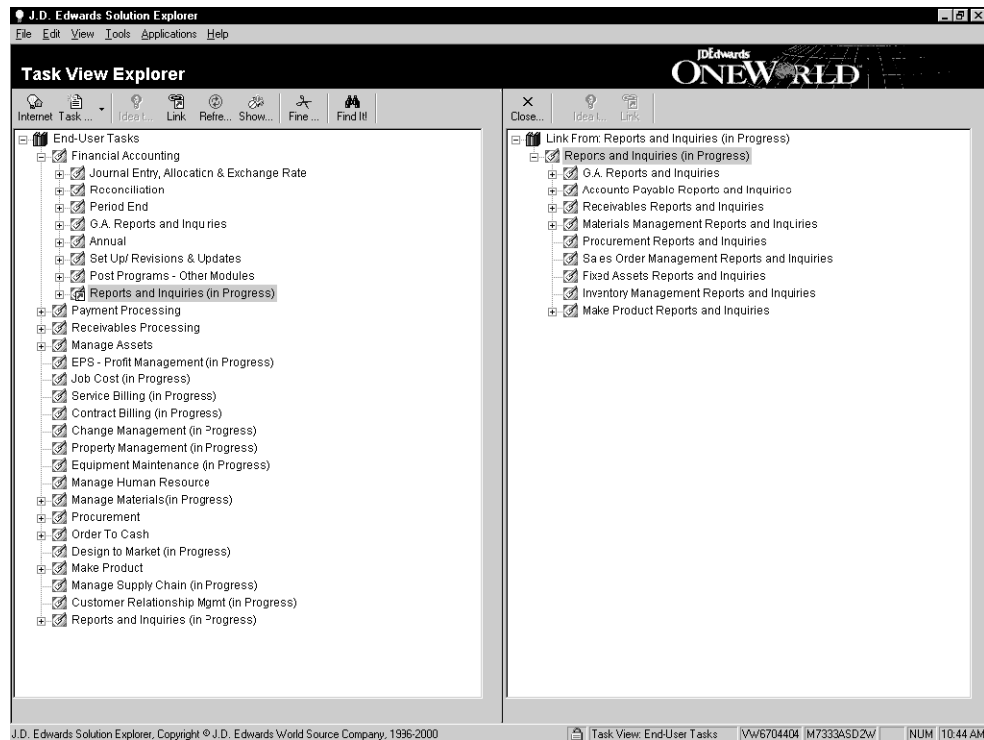 J.D. Edwards Solution Explorer
File Edit View Tools Applications Help
Task View Explorer
JDEdwards
ONEWORLD
Internet Task ... Idea t... Link Refre... Show... Fine ... Find It!
Close... Idea t... Link
End-User Tasks
Financial Accounting
Journal Entry, Allocation & Exchange Rate
Reconciliation
Period End
G.A. Reports and Inquiries
Annual
Set Up/ Revisions & Updates
Post Programs - Other Modules
Reports and Inquiries (in Progress)
Payment Processing
Receivables Processing
Manage Assets
EPS - Profit Management (in Progress)
Job Cost (in Progress)
Service Billing (in Progress)
Contract Billing (in Progress)
Change Management (in Progress)
Property Management (in Progress)
Equipment Maintenance (in Progress)
Manage Human Resource
Manage Materials(in Progress)
Procurement
Order To Cash
Design to Market (in Progress)
Make Product
Manage Supply Chain (in Progress)
Customer Relationship Mgmt (in Progress)
Reports and Inquiries (in Progress)
Link From: Reports and Inquiries (in Progress)
Reports and Inquiries (in Progress)
G.A. Reports and Inquiries
Accounts Payable Reports and Inquiries
Receivables Reports and Inquiries
Materials Management Reports and Inquiries
Procurement Reports and Inquiries
Sales Order Management Reports and Inquiries
Fixed Assets Reports and Inquiries
Inventory Management Reports and Inquiries
Make Product Reports and Inquiries
J.D. Edwards Solution Explorer, Copyright © J.D. Edwards World Source Company, 1996-2000
Task View: End-User Tasks VW6704404 M7333ASD2W NUM 10:44 AM